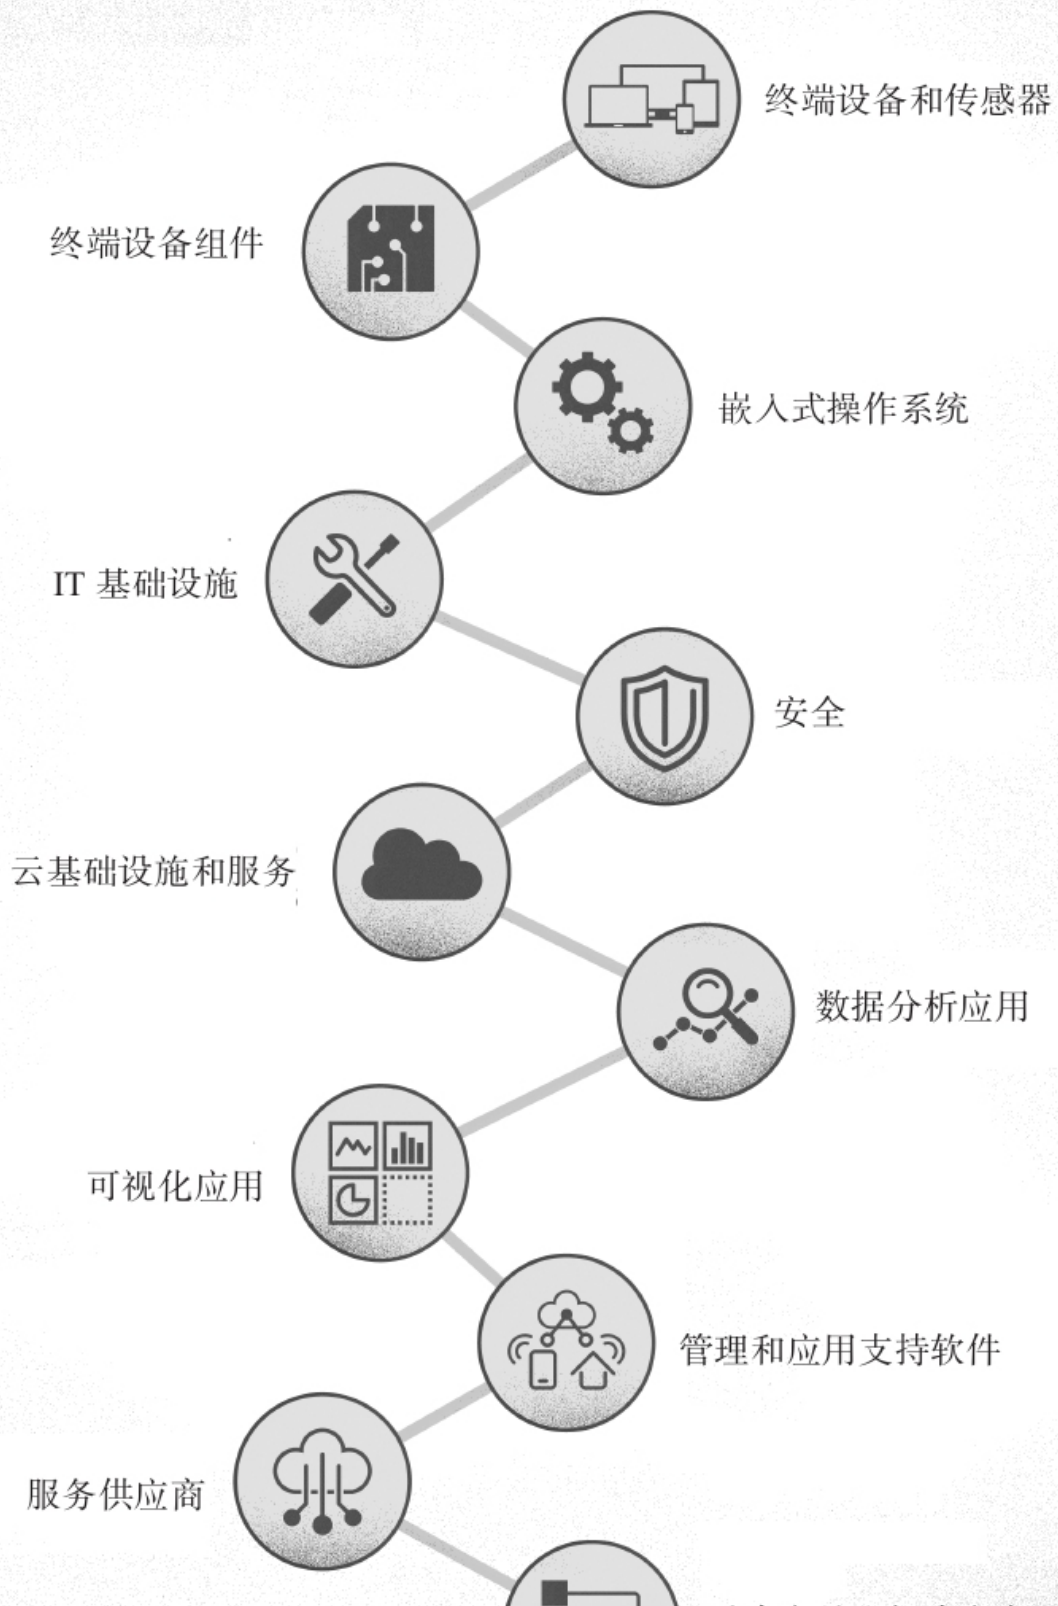 终端设备和传感器
终端设备组件
嵌入式操作系统
IT 基础设施
安全
云基础设施和服务
数据分析应用
可视化应用
管理和应用支持软件
服务供应商